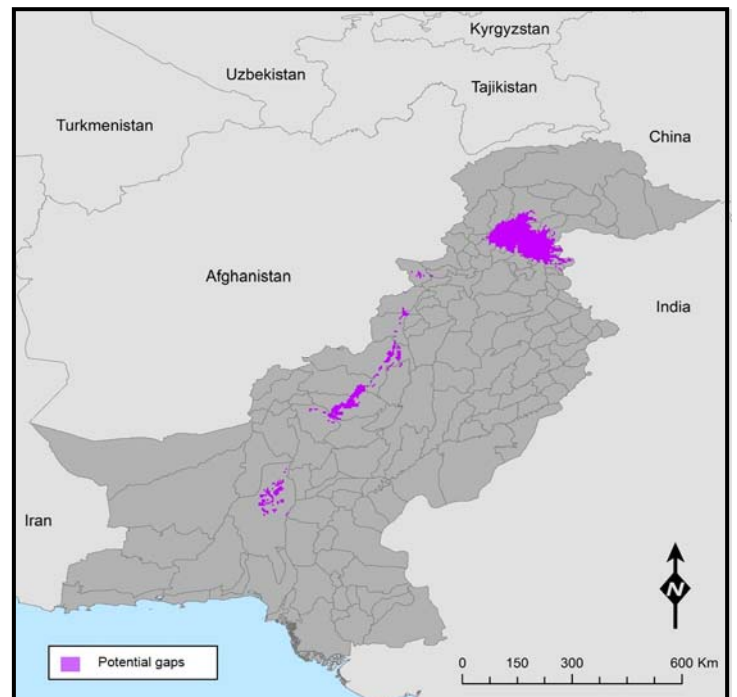 Kyrgyzstan
Uzbekistan
Tajikistan
Turkmenistan
China
Afghanistan
India
Iran
N
Potential gaps
0 150 300 600 Km